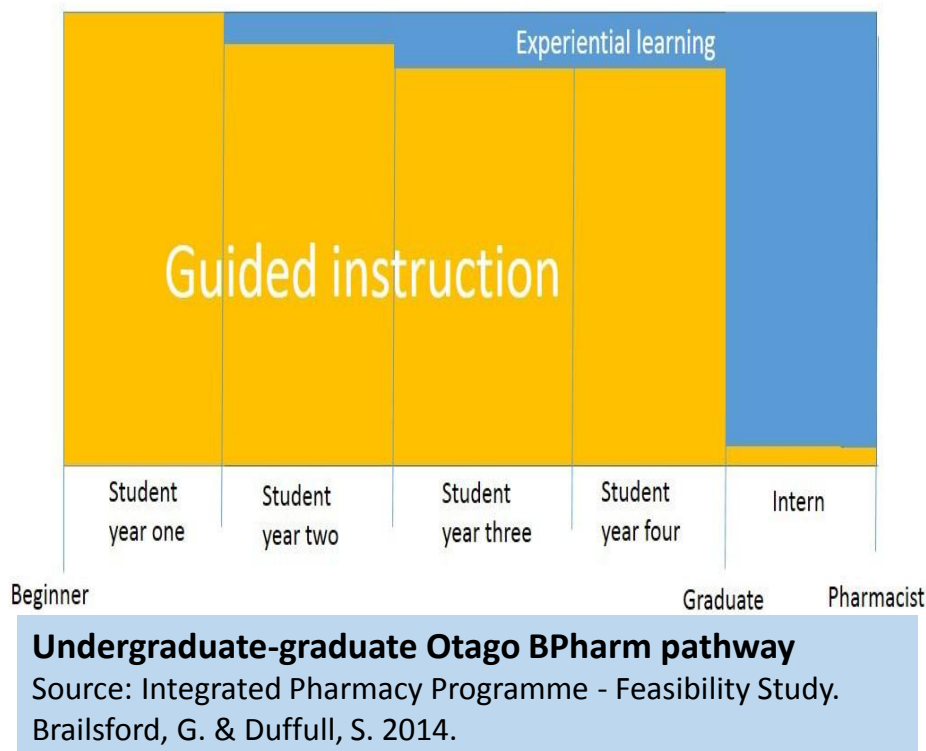 Experiential learning
Guided instruction
Student
year one
Student
year two
Student
year three
Student
year four
Intern
Beginner
Graduate
Pharmacist
Undergraduate-graduate Otago BPharm pathway
Source: Integrated Pharmacy Programme - Feasibility Study.
Brailsford, G. & Duffull, S. 2014.